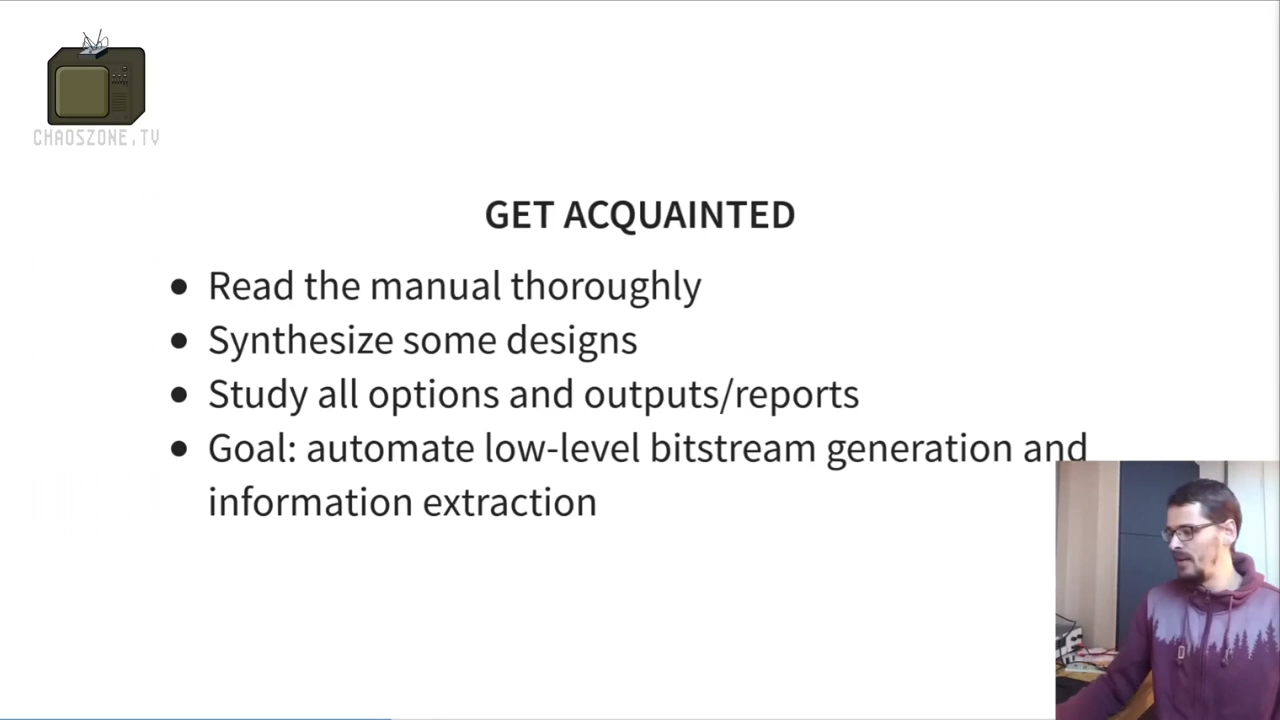 CHAOSZONE.TV
GET ACQUAINTED
• Read the manual thoroughly
• Synthesize some designs
• Study all options and outputs/reports
• Goal: automate low-level bitstream generation and
information extraction